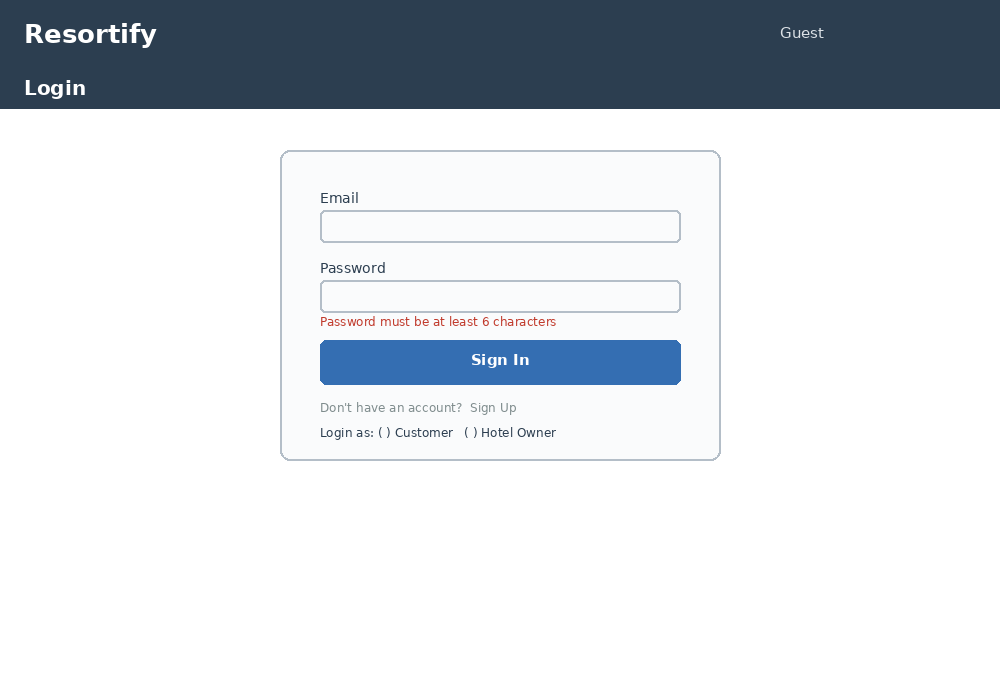 Resortify
Guest
Login
Email
Password
Password must be at least 6 characters
Sign In
Don't have an account?  Sign Up
Login as: ( ) Customer   ( ) Hotel Owner